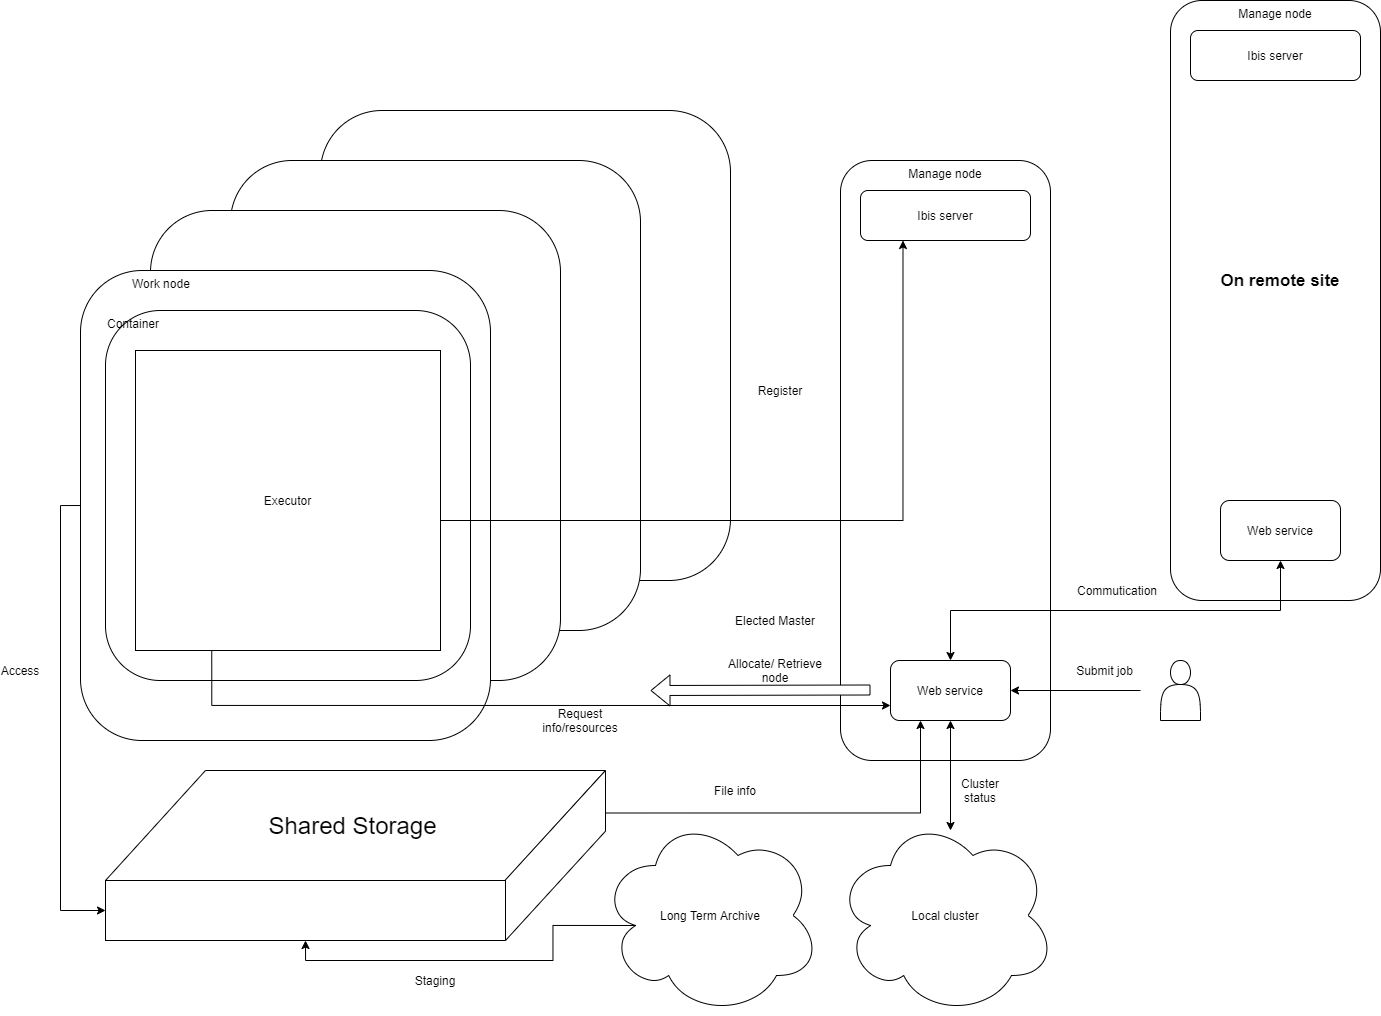 Manage node
Ibis server
Manage node
Ibis server
On remote site
Work node
Container
Register
Executor
Web service
Commutication
Elected Master
Access
Allocate/ Retrieve
node
Web service
Submit job
Request
info/resources
File info
Cluster
status
Shared Storage
Long Term Archive
Local cluster
Staging